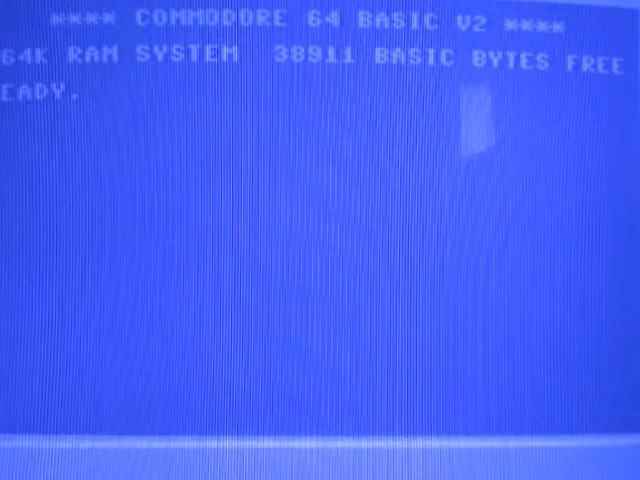 **** COMMODORE 64 BASIC V2 ****
64K RAM SYSTEM 38911 BASIC BYTES FREE
EADY.